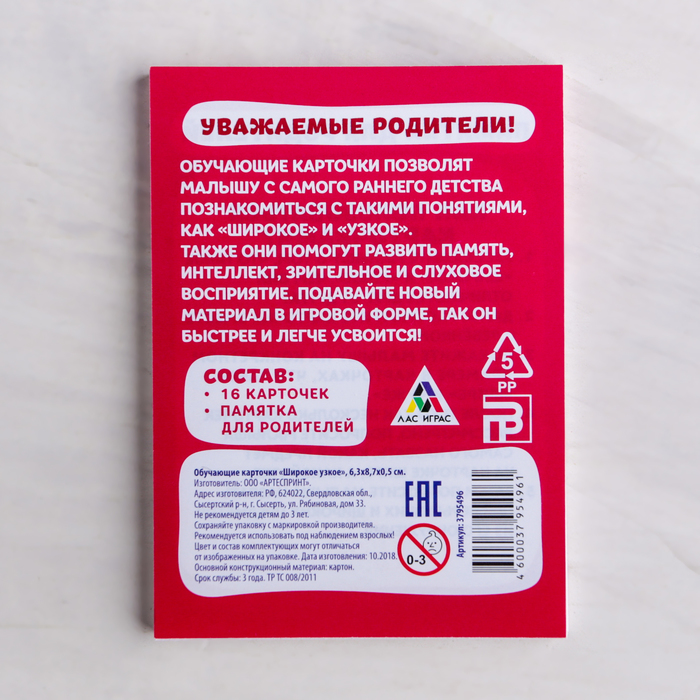 УВАЖАЕМЫЕ РОДИТЕЛИ!
ОБУЧАЮЩИЕ КАРТОЧКИ ПОЗВОЛЯТ
МАЛЫШУ С САМОГО РАННЕГО ДЕТСТВА
ПОЗНАКОМИТЬСЯ С ТАКИМИ ПОНЯТИЯМИ,
КАК «ШИРОКОЕ» И «УЗКОЕ».
ТАКЖЕ ОНИ ПОМОГУТ РАЗВИТЬ ПАМЯТЬ,
ИНТЕЛЛЕКТ, ЗРИТЕЛЬНОЕ И СЛУХОВОЕ
ВОСПРИЯТИЕ. ПОДАВАЙТЕ НОВЫЙ
МАТЕРИАЛ В ИГРОВОЙ ФОРМЕ, ТАК ОН
БЫСТРЕЕ И ЛЕГЧЕ УСВОИТСЯ!
СОСТАВ:
• 16 КАРТОЧЕК
• ПАМЯТКА
ДЛЯ РОДИТЕЛЕЙ
ЛАС ИГРАС
5
PP
Обучающие карточки «Широкое узкое», 6,3х8,7х0,5 см.
Изготовитель: ООО «АРТЕСПРИНТ».
Адрес изготовителя: РФ, 624022, Свердловская обл.,
Сысертский р-н, г. Сысерть, ул. Рябиновая, дом 33.
Не рекомендуется детям до 3 лет.
Сохраняйте упаковку с маркировкой производителя.
Рекомендуется использовать под наблюдением взрослых!
Цвет и состав комплектующих могут отличаться
от изображенных на упаковке. Дата изготовления: 10.2018.
Основной конструкционный материал: картон.
Срок службы: 3 года. ТР ТС 008/2011
ЕАС
0-3
Артикул: 3795496
4 600037 954961